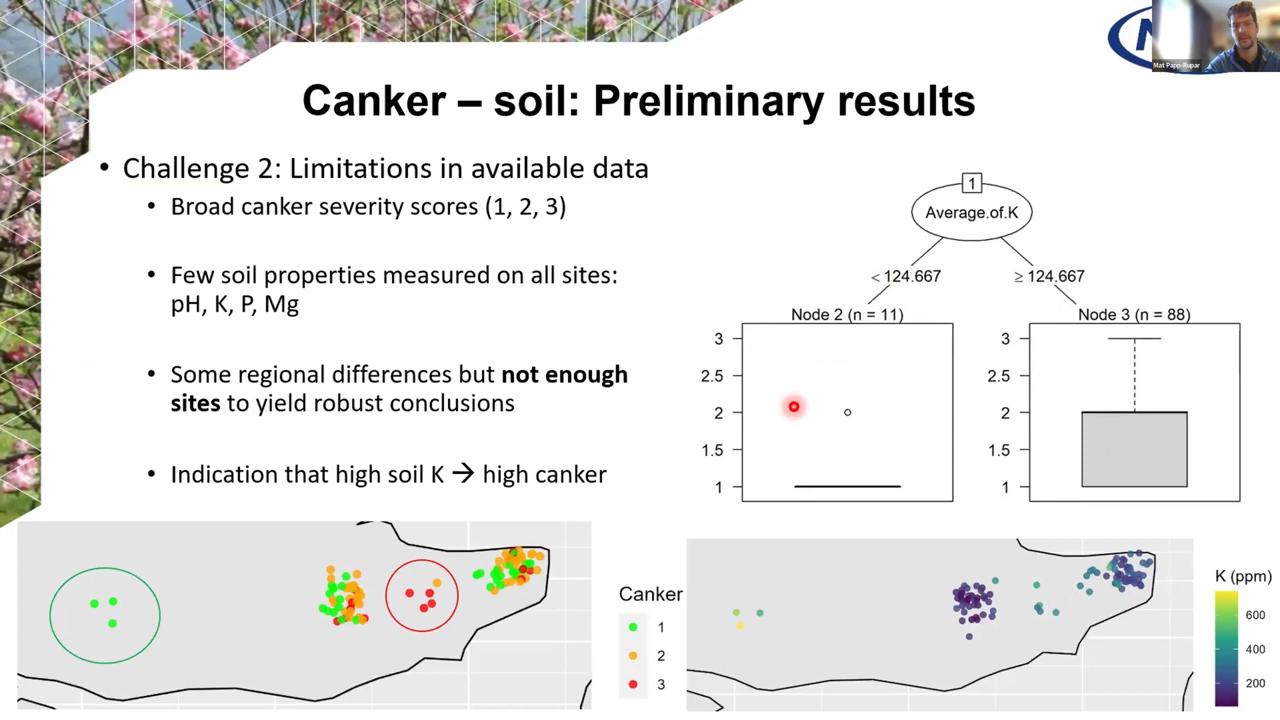 Mat Papp-Rupar
Canker – soil: Preliminary results
• Challenge 2: Limitations in available data
• Broad canker severity scores (1, 2, 3)
• Few soil properties measured on all sites:
pH, K, P, Mg
• Some regional differences but not enough
sites to yield robust conclusions
• Indication that high soil K → high canker
1
Average.of.K
< 124.667
≥ 124.667
Node 2 (n = 11)
3
2.5
2
1.5
1
Node 3 (n = 88)
3
2.5
2
1.5
1
Canker
1
2
3
K (ppm)
600
400
200